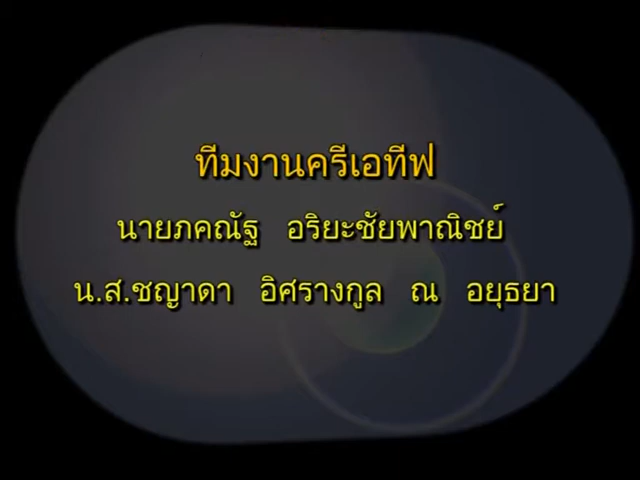 ทีมงานครีเอทีฟ
นายภคณัฐ อริยะชัยพาณิชย์
น.ส.ชญาดา อิศรางกูล ณ อยุธยา